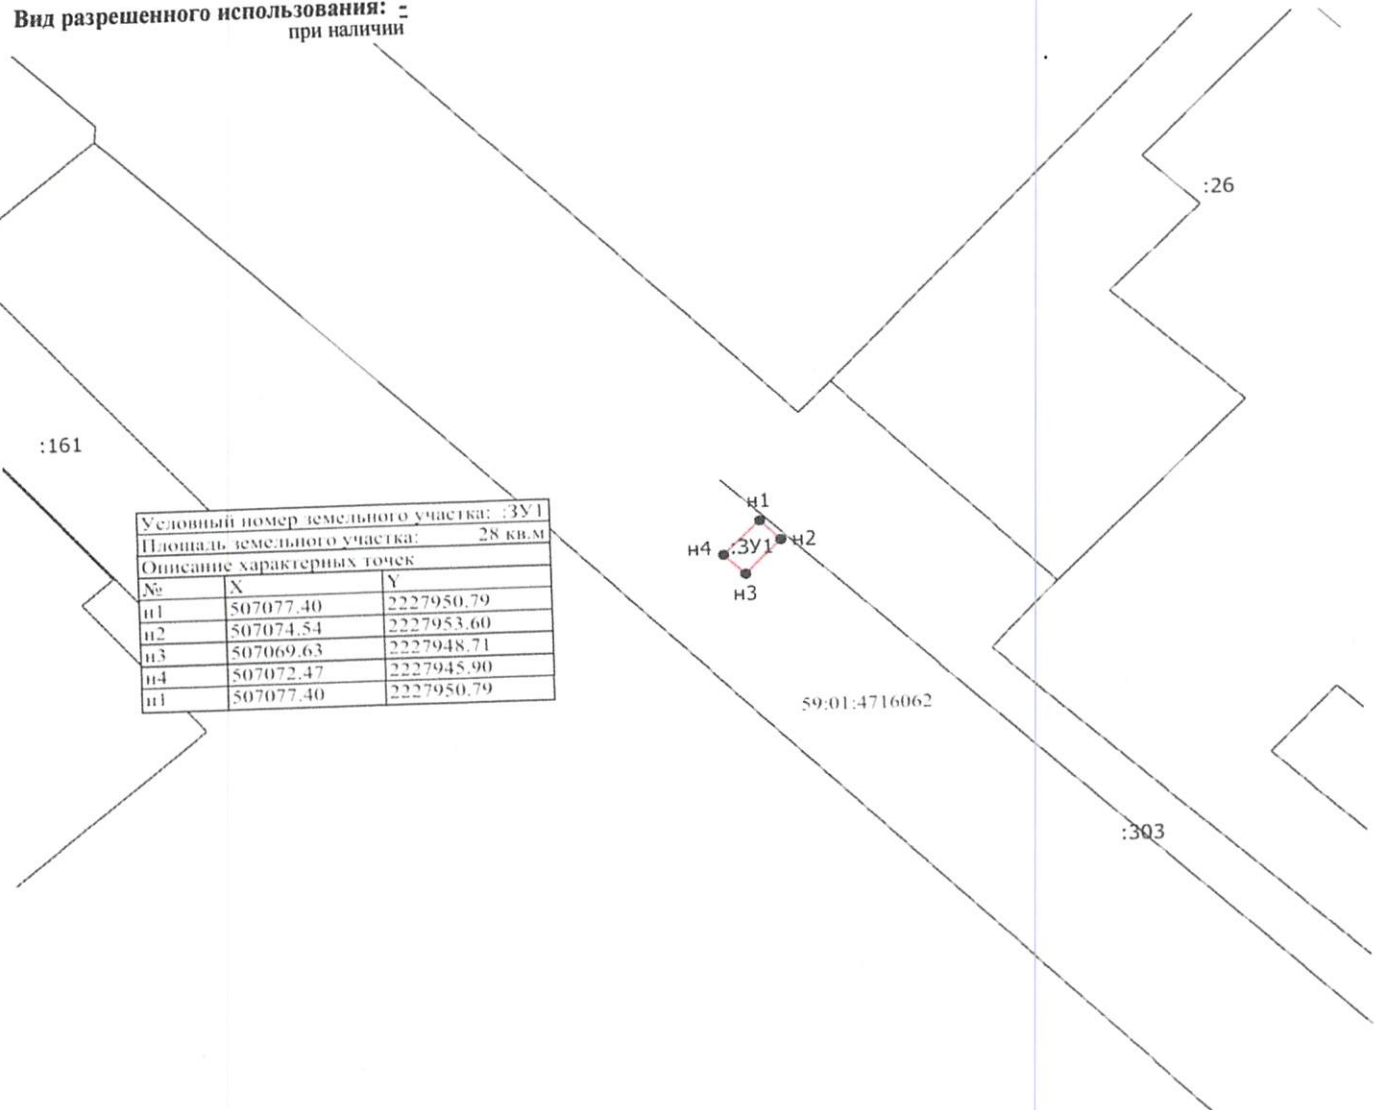 Вид разрешенного использования: -
при наличии
:26
:161
Условный номер земельного участка: :ЗУ1
Площадь земельного участка: 28 кв.м
Описание характерных точек
№ X Y
н1 507077.40 2227950.79
н2 507074.54 2227953.60
н3 507069.63 2227948.71
н4 507072.47 2227945.90
н1 507077.40 2227950.79
н1
н4 :ЗУ1 н2
н3
59:01:4716062
:303